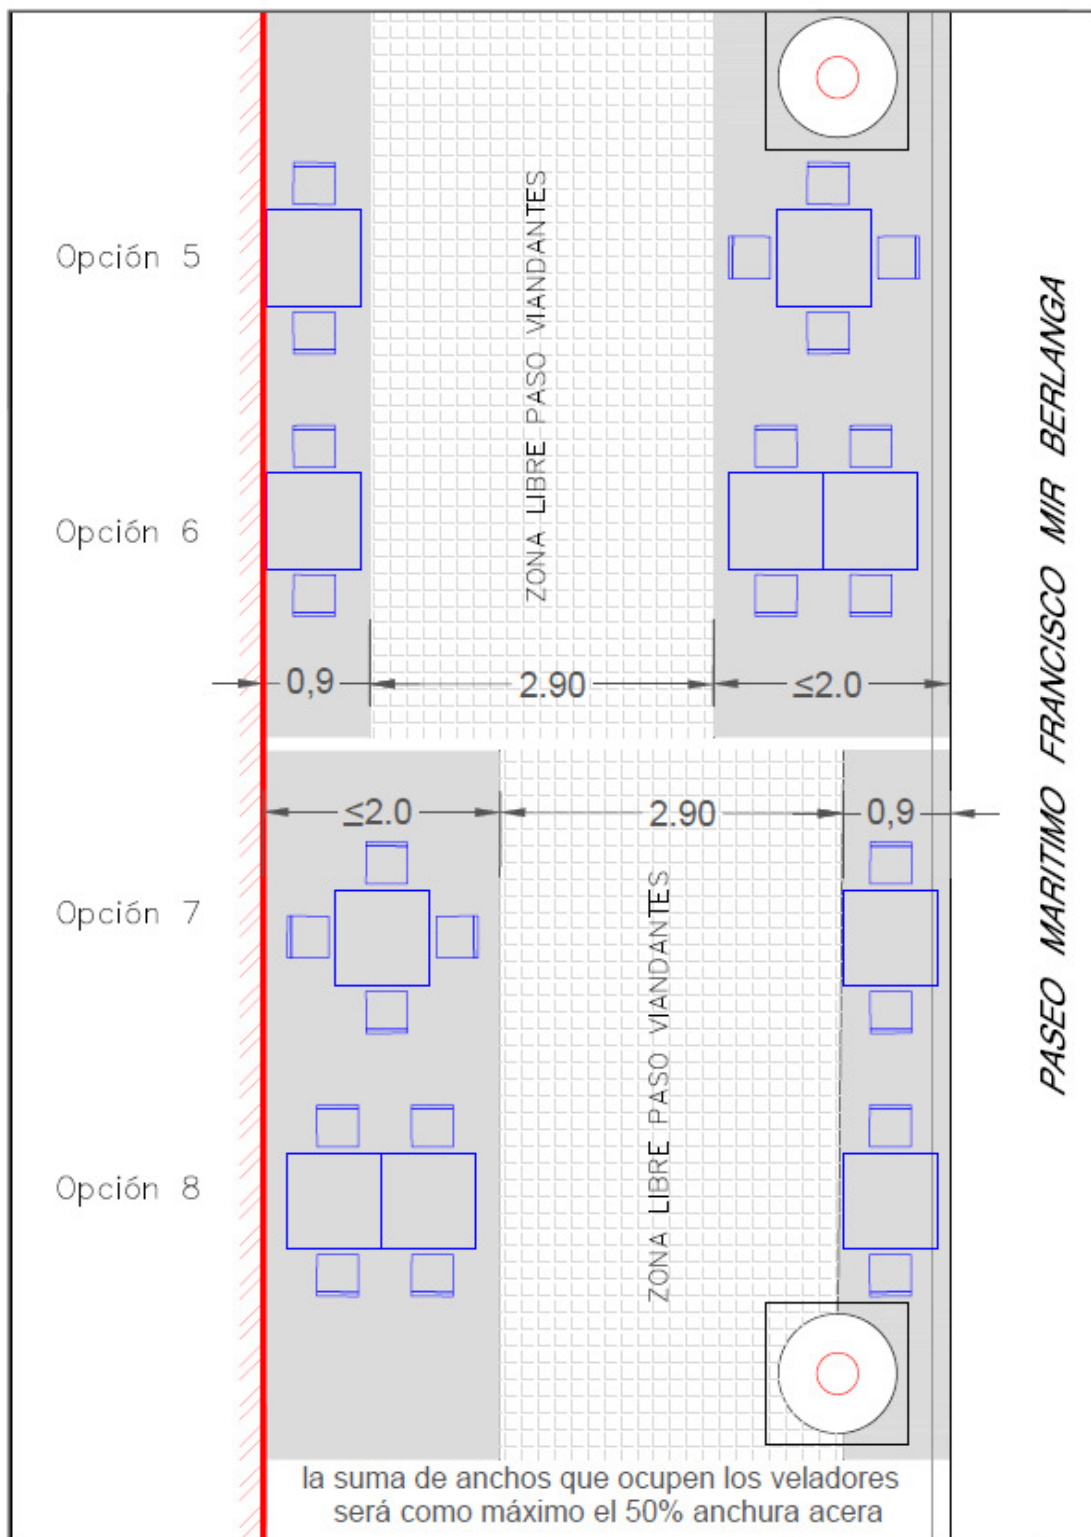 Opción 5
ZONA LIBRE PASO VIANDANTES
Opción 6
0,9
2.90
≤2.0
≤2.0
2.90
0,9
Opción 7
ZONA LIBRE PASO VIANDANTES
Opción 8
PASEO MARITIMO FRANCISCO MIR BERLANGA
la suma de anchos que ocupen los veladores
será como máximo el 50% anchura acera